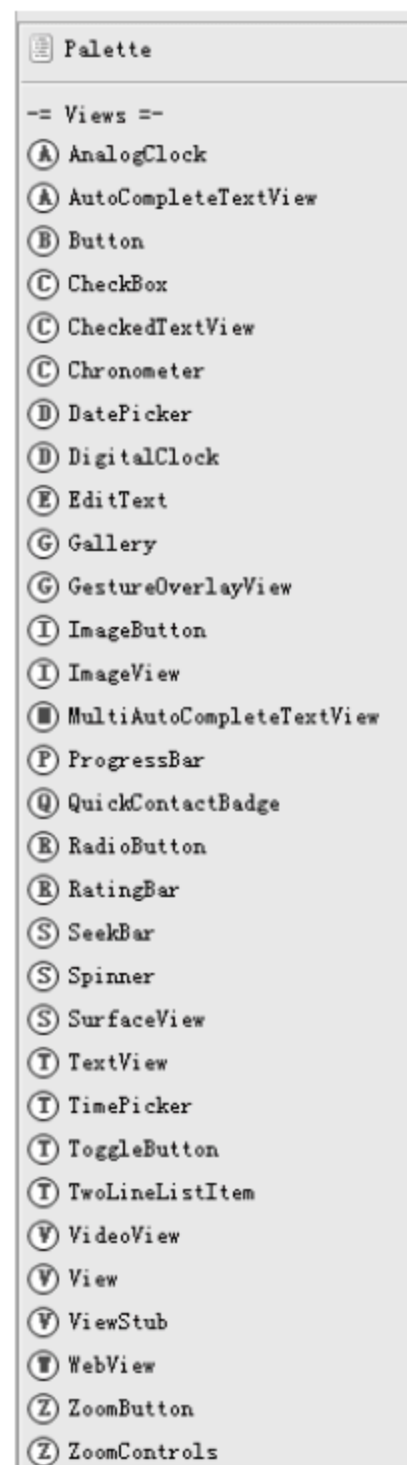 Palette
-= Views =-
A AnalogClock
A AutoCompleteTextView
B Button
C CheckBox
C CheckedTextView
C Chronometer
D DatePicker
D DigitalClock
E EditText
G Gallery
G GestureOverlayView
I ImageButton
I ImageView
M MultiAutoCompleteTextView
P ProgressBar
Q QuickContactBadge
R RadioButton
R RatingBar
S SeekBar
S Spinner
S SurfaceView
T TextView
T TimePicker
T ToggleButton
T TwoLineListItem
V VideoView
V View
V ViewStub
W WebView
Z ZoomButton
Z ZoomControls